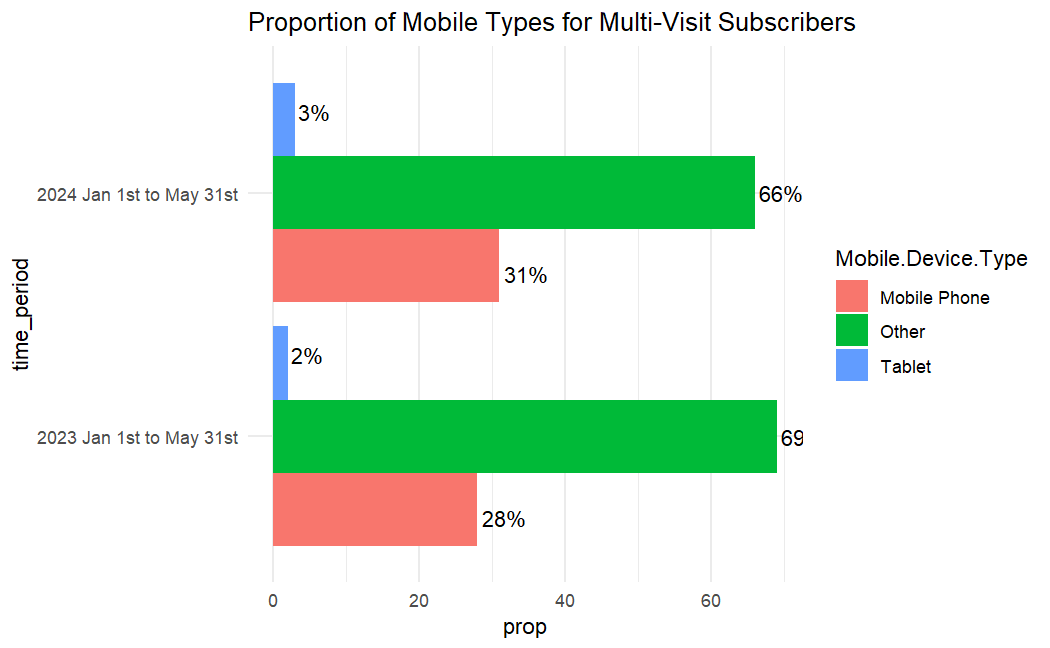 Proportion of Mobile Types for Multi-Visit Subscribers
3%
2024 Jan 1st to May 31st
66%
31%
time_period
2%
2023 Jan 1st to May 31st
69
28%
0 20 40 60
prop
Mobile.Device.Type
Mobile Phone
Other
Tablet